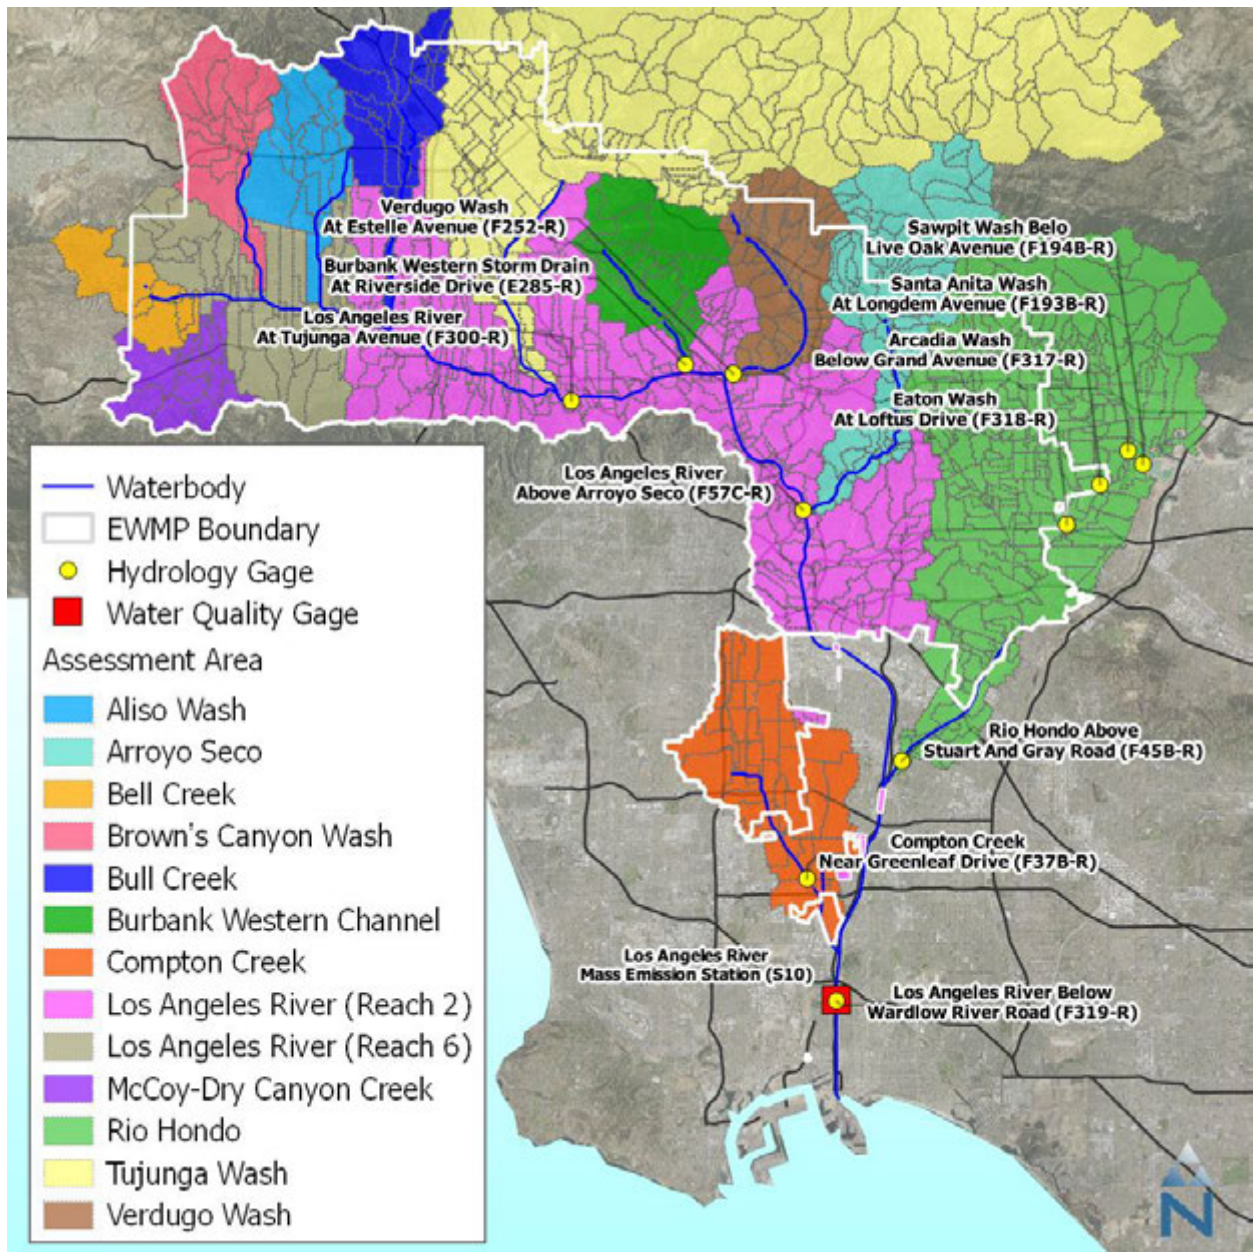 Verdugo Wash
At Estelle Avenue (F252-R)
Burbank Western Storm Drain
At Riverside Drive (E285-R)
Los Angeles River
At Tujunga Avenue (F300-R)
Sawpit Wash Belo
Live Oak Avenue (F194B-R)
Santa Anita Wash
At Longdem Avenue (F193B-R)
Arcadia Wash
Below Grand Avenue (F317-R)
Eaton Wash
At Loftus Drive (F318-R)
Los Angeles River
Above Arroyo Seco (F57C-R)
Rio Hondo Above
Stuart And Gray Road (F45B-R)
Compton Creek
Near Greenleaf Drive (F37B-R)
Los Angeles River
Mass Emission Station (S10)
Los Angeles River Below
Wardlow River Road (F319-R)
Waterbody
EWMP Boundary
Hydrology Gage
Water Quality Gage
Assessment Area
Aliso Wash
Arroyo Seco
Bell Creek
Brown's Canyon Wash
Bull Creek
Burbank Western Channel
Compton Creek
Los Angeles River (Reach 2)
Los Angeles River (Reach 6)
McCoy-Dry Canyon Creek
Rio Hondo
Tujunga Wash
Verdugo Wash
N